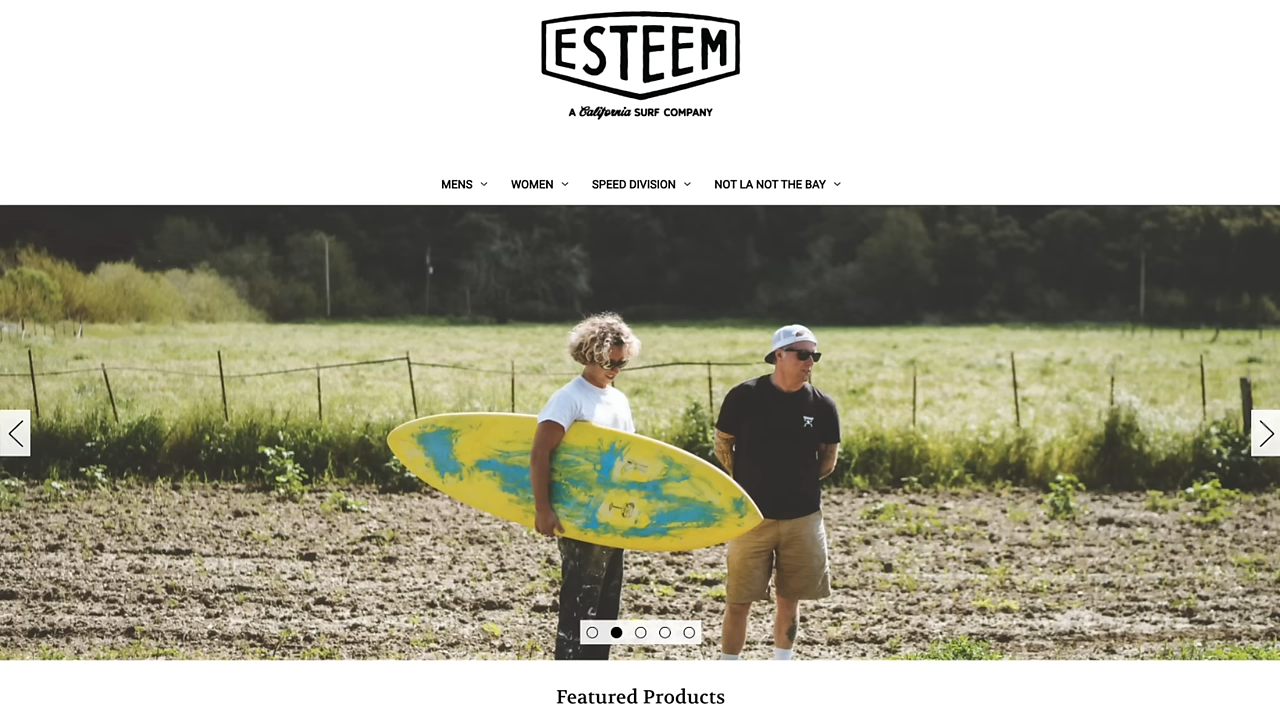 ESTEEM
A California SURF COMPANY
MENS WOMEN SPEED DIVISION NOT LA NOT THE BAY
Featured Products